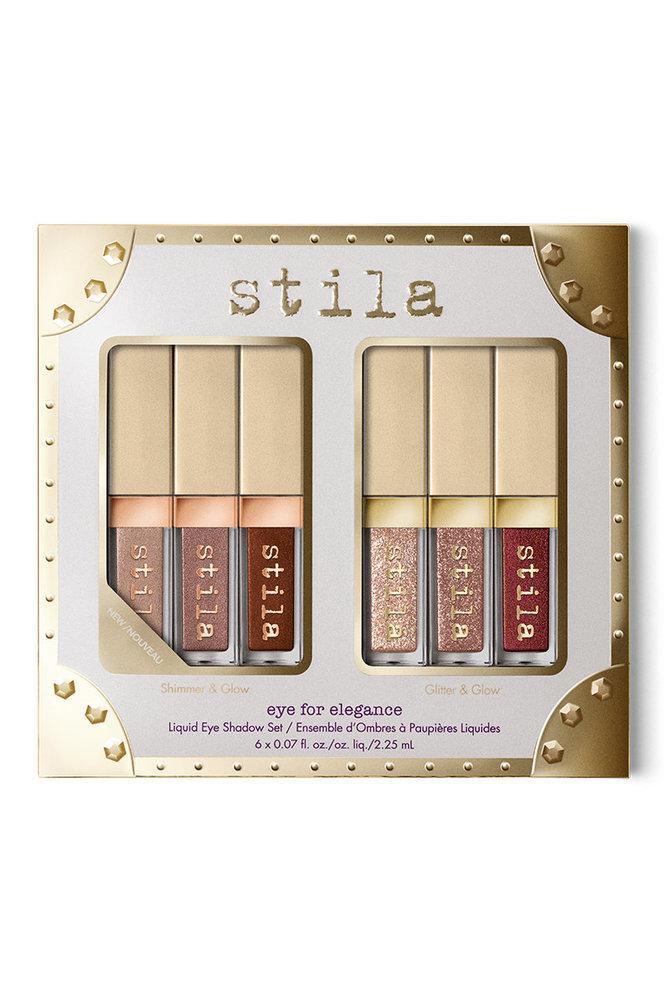 stila
stila
stila
stila
stila
stila
stila
NEW/NOUVEAU
Shimmer & Glow
Glitter & Glow
eye for elegance
Liquid Eye Shadow Set / Ensemble d'Ombres à Paupières Liquides
6 x 0.07 fl. oz./oz. liq./2.25 mL